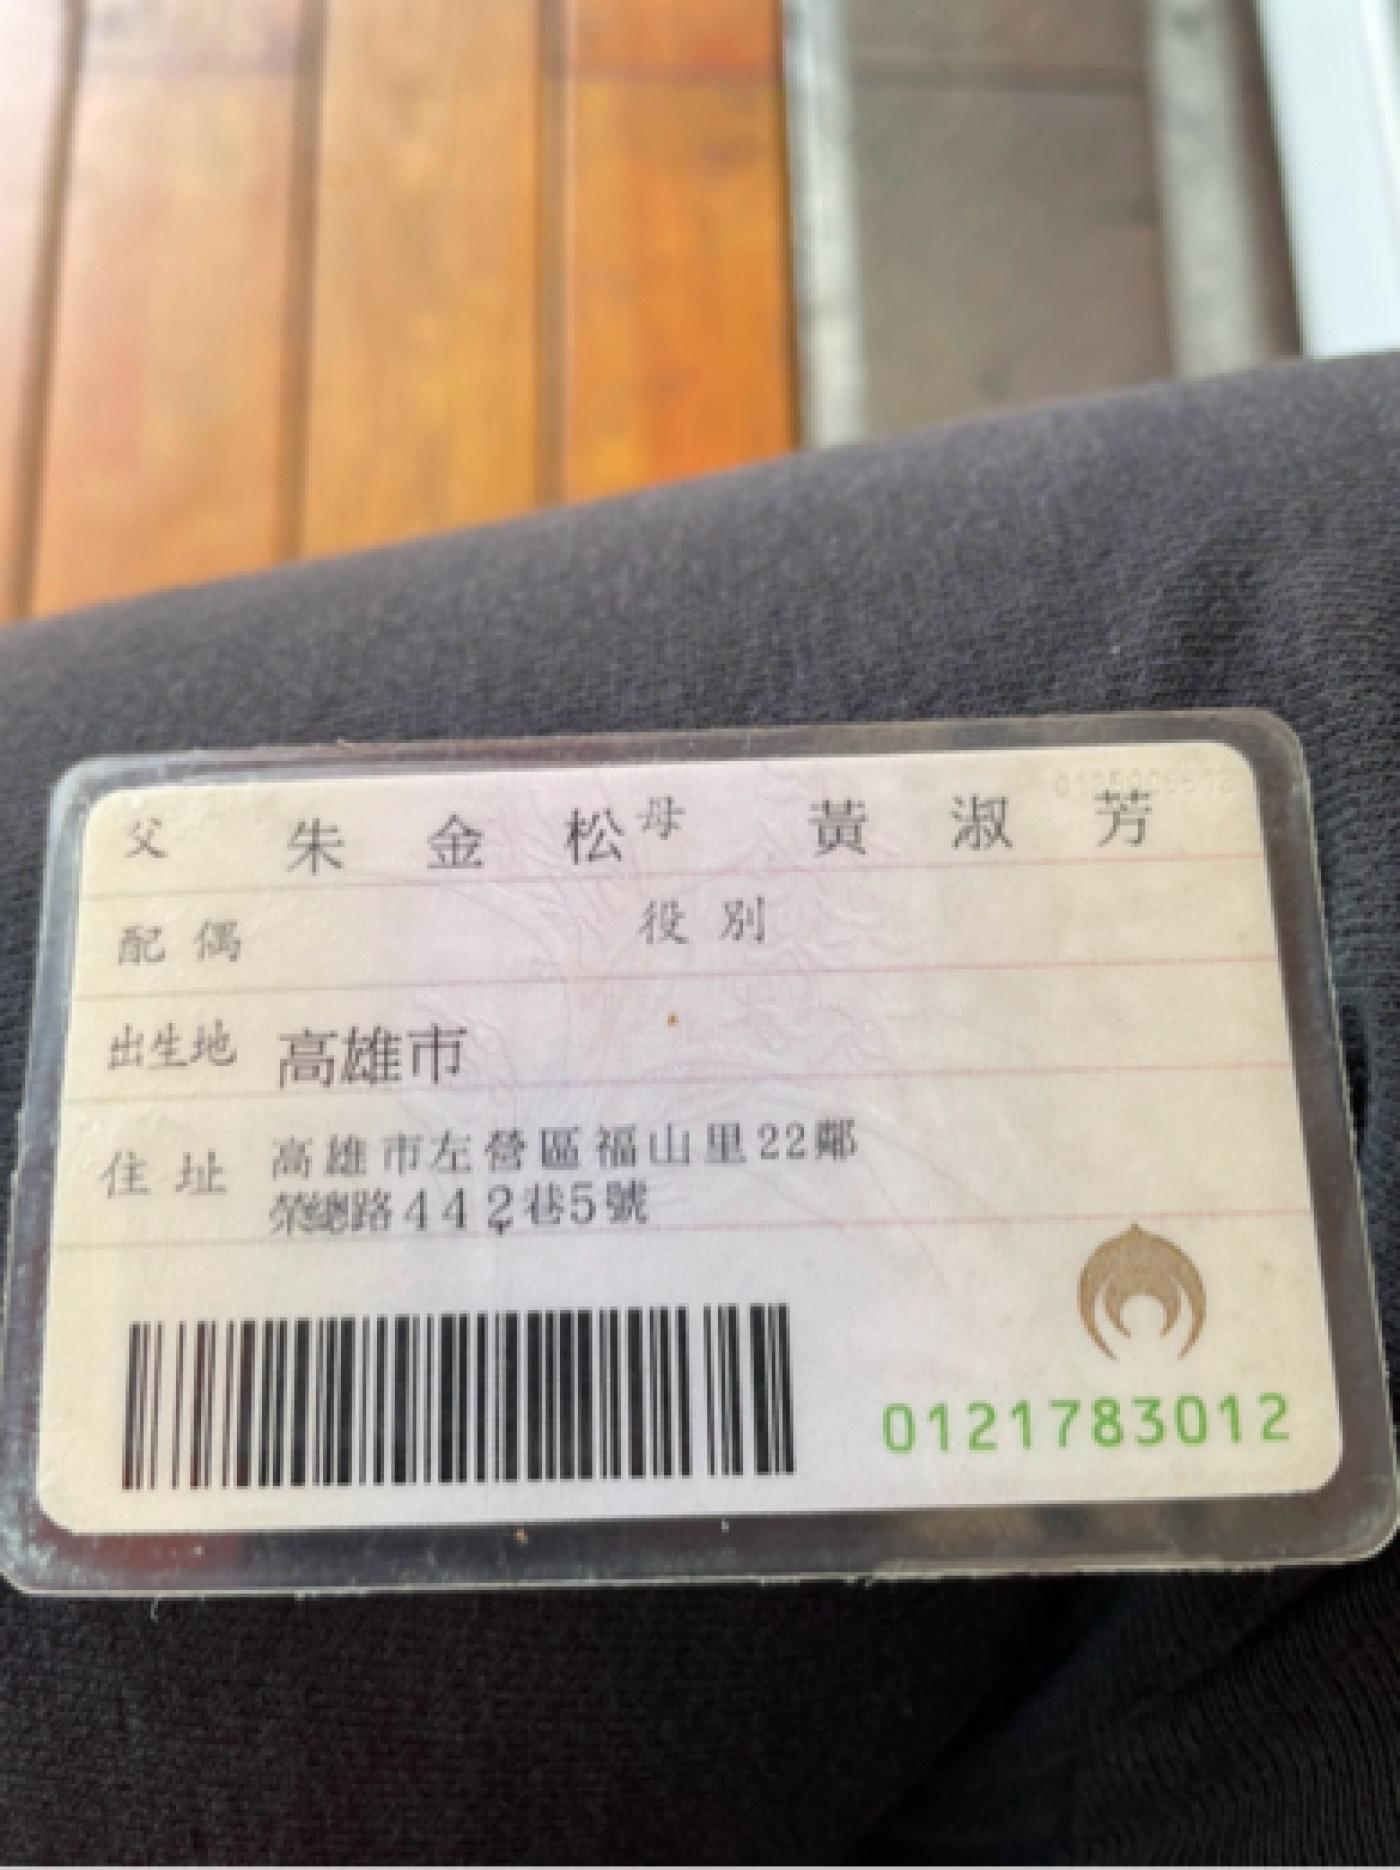 父 朱金松 母 黃淑芳
配偶 役別
出生地 高雄市
住址 高雄市左營區福山里22鄰
榮總路442巷5號
0121783012